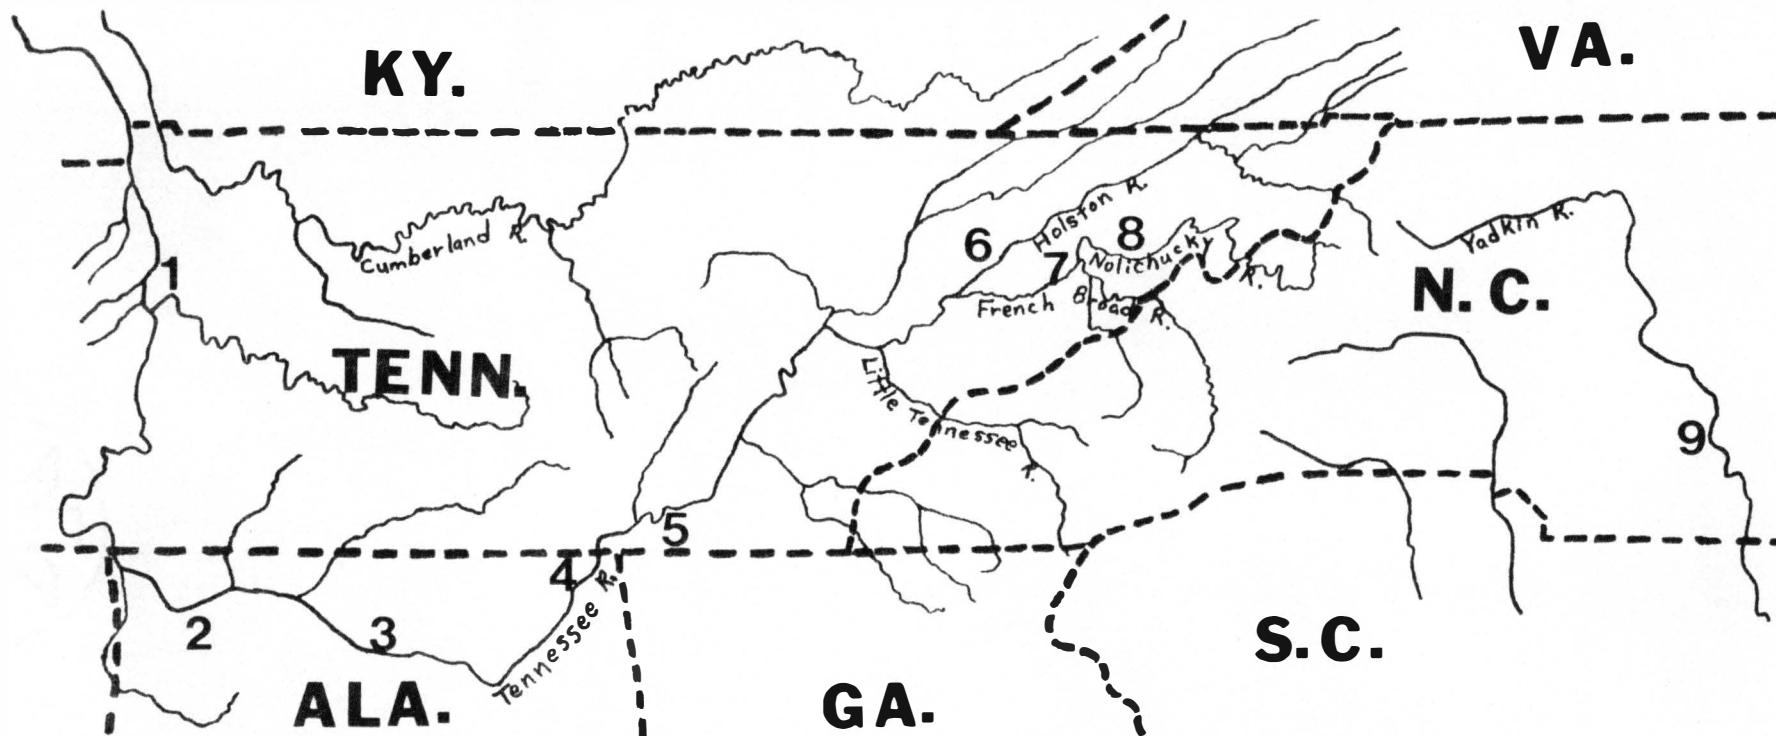 KY.
VA.
Cumberland R.
1
6
Holston R.
8
7
Nolichucky R.
Yadkin R.
French Broad R.
N.C.
TENN.
Little Tennessee R.
9
5
4
Tennessee R.
2
3
ALA.
GA.
S.C.